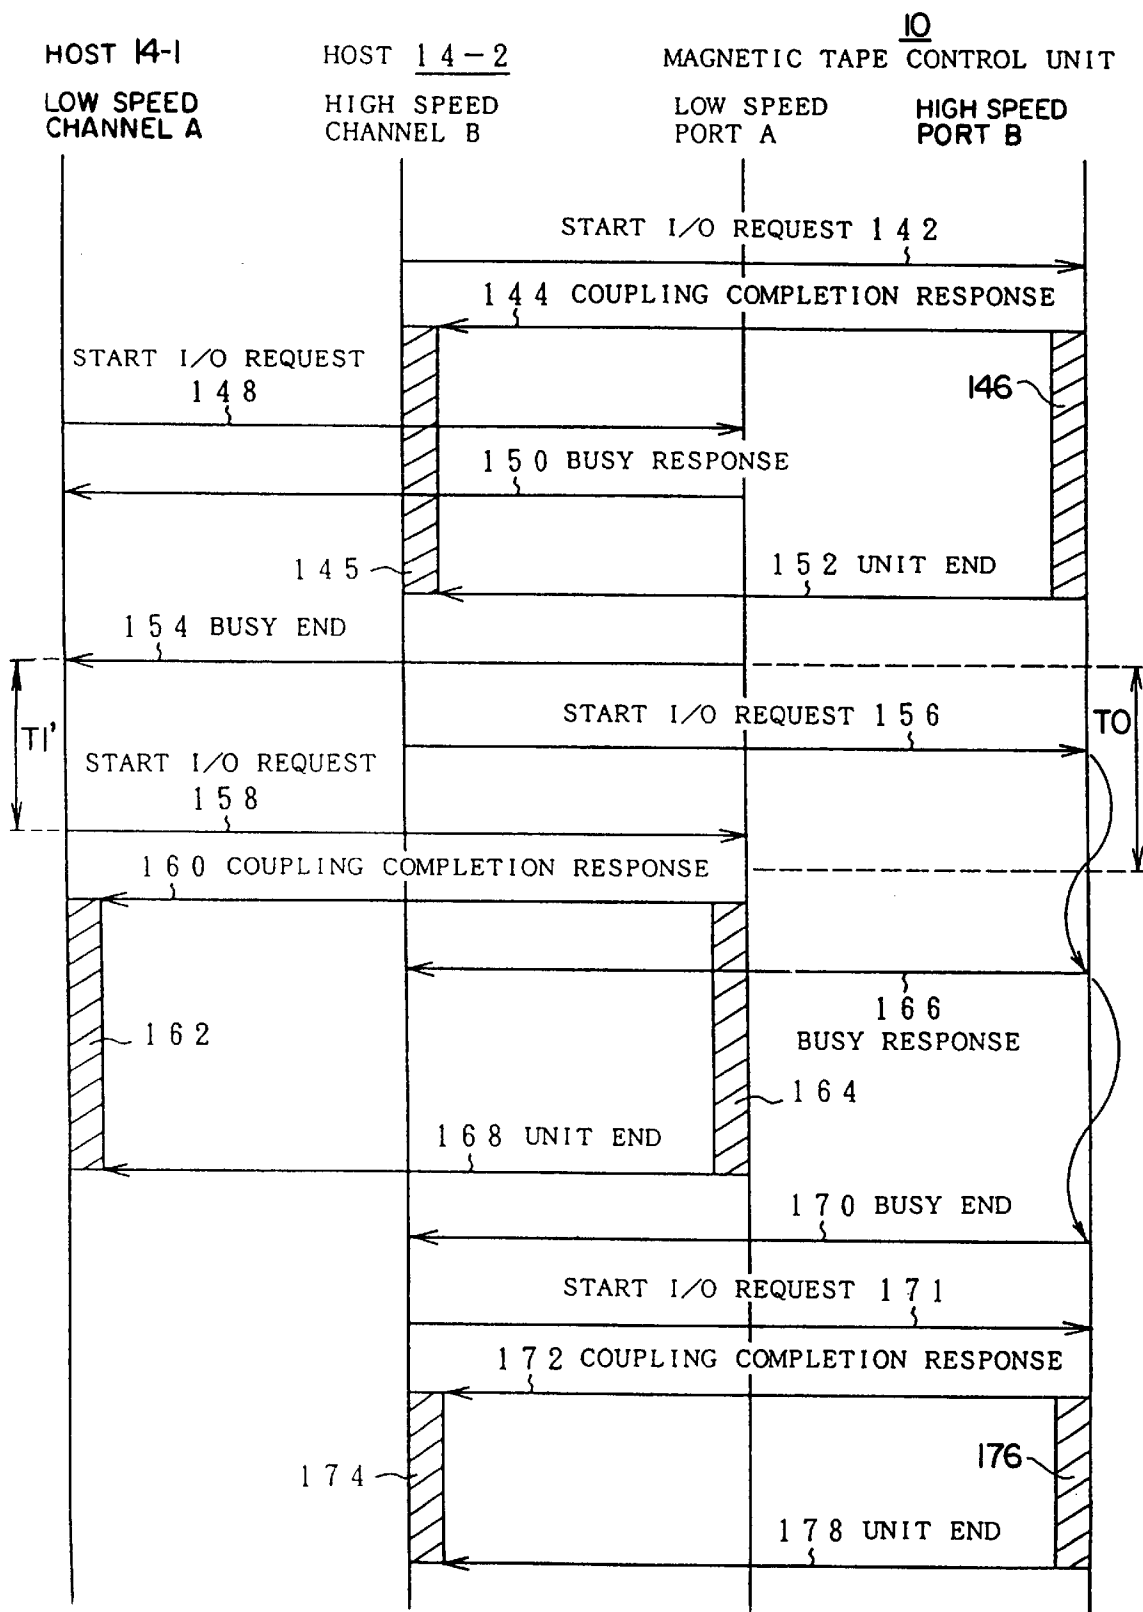 10
HOST 14-1
HOST 14-2
MAGNETIC TAPE CONTROL UNIT
LOW SPEED
CHANNEL A
HIGH SPEED
CHANNEL B
LOW SPEED
PORT A
HIGH SPEED
PORT B
START I/O REQUEST 142
144 COUPLING COMPLETION RESPONSE
START I/O REQUEST
148
146
150 BUSY RESPONSE
145
152 UNIT END
154 BUSY END
START I/O REQUEST 156
T1'
T0
START I/O REQUEST
158
160 COUPLING COMPLETION RESPONSE
162
166
BUSY RESPONSE
164
168 UNIT END
170 BUSY END
START I/O REQUEST 171
172 COUPLING COMPLETION RESPONSE
174
176
178 UNIT END